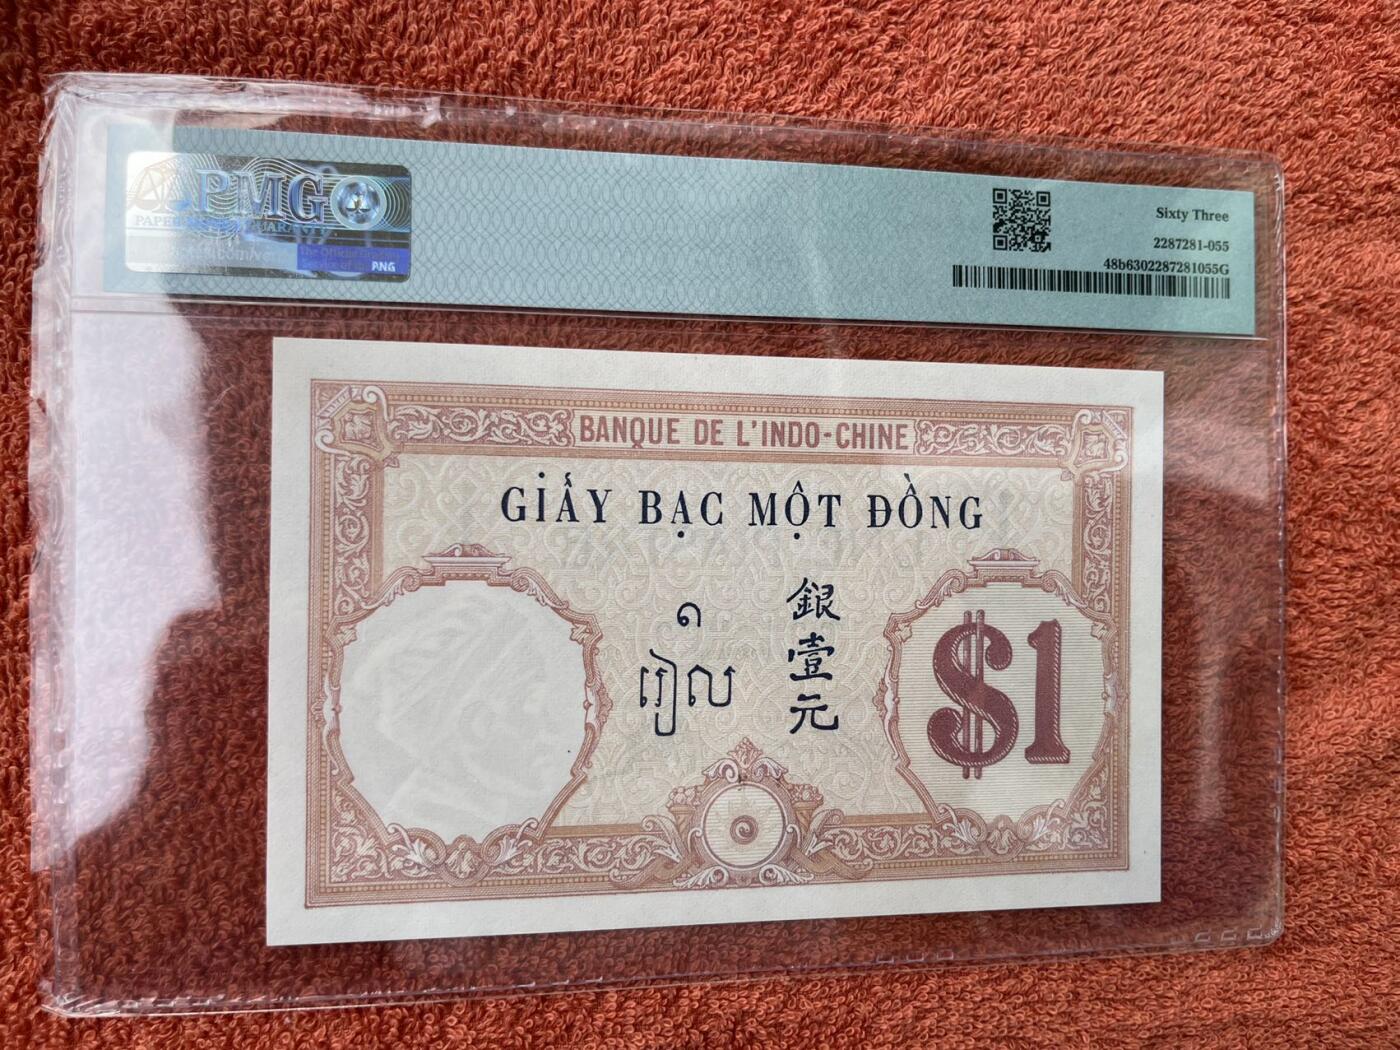 PMG
Sixty Three
2287281-055
48b6302287281055G
PNG
BANQUE DE L'INDO-CHINE
GIẤY BẠC MỘT ĐỒNG
១
រៀល
銀
壹
元
$1